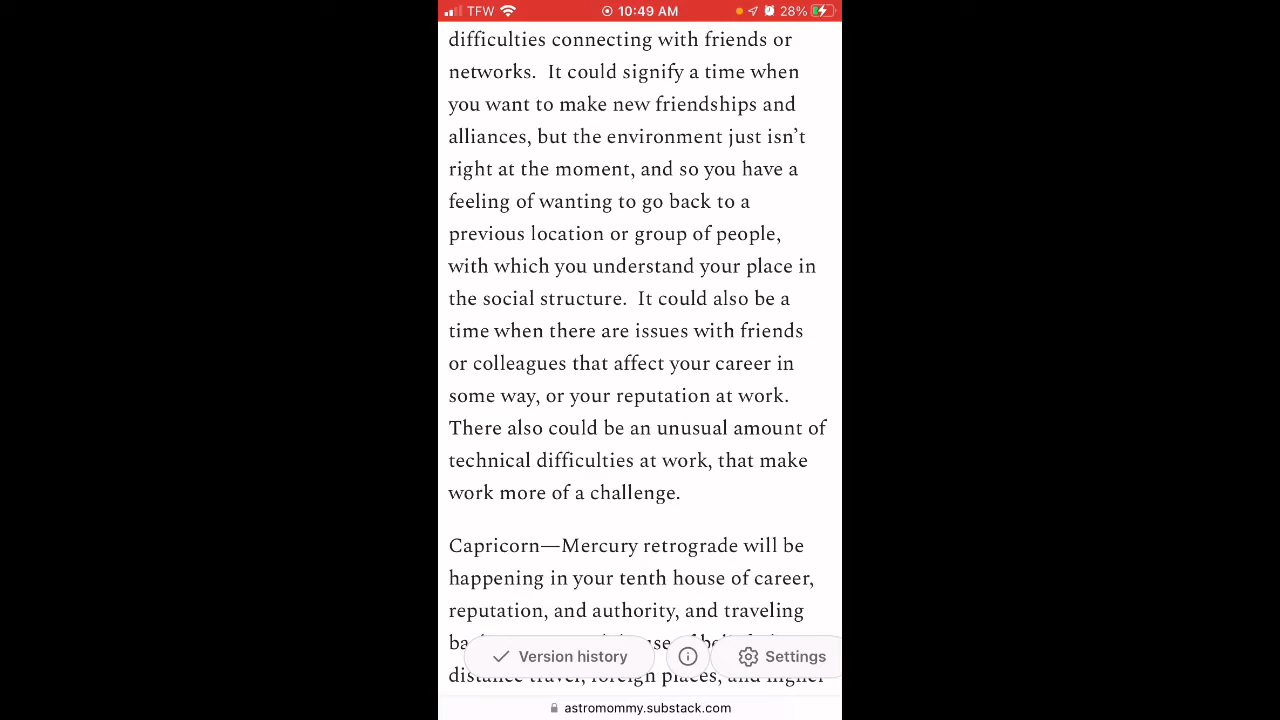 TFW 10:49 AM 28%
difficulties connecting with friends or
networks.  It could signify a time when
you want to make new friendships and
alliances, but the environment just isn’t
right at the moment, and so you have a
feeling of wanting to go back to a
previous location or group of people,
with which you understand your place in
the social structure.  It could also be a
time when there are issues with friends
or colleagues that affect your career in
some way, or your reputation at work.
There also could be an unusual amount of
technical difficulties at work, that make
work more of a challenge.
Capricorn—Mercury retrograde will be
happening in your tenth house of career,
reputation, and authority, and traveling
distance travel, foreign places, and higher
Version history Settings
astromommy.substack.com